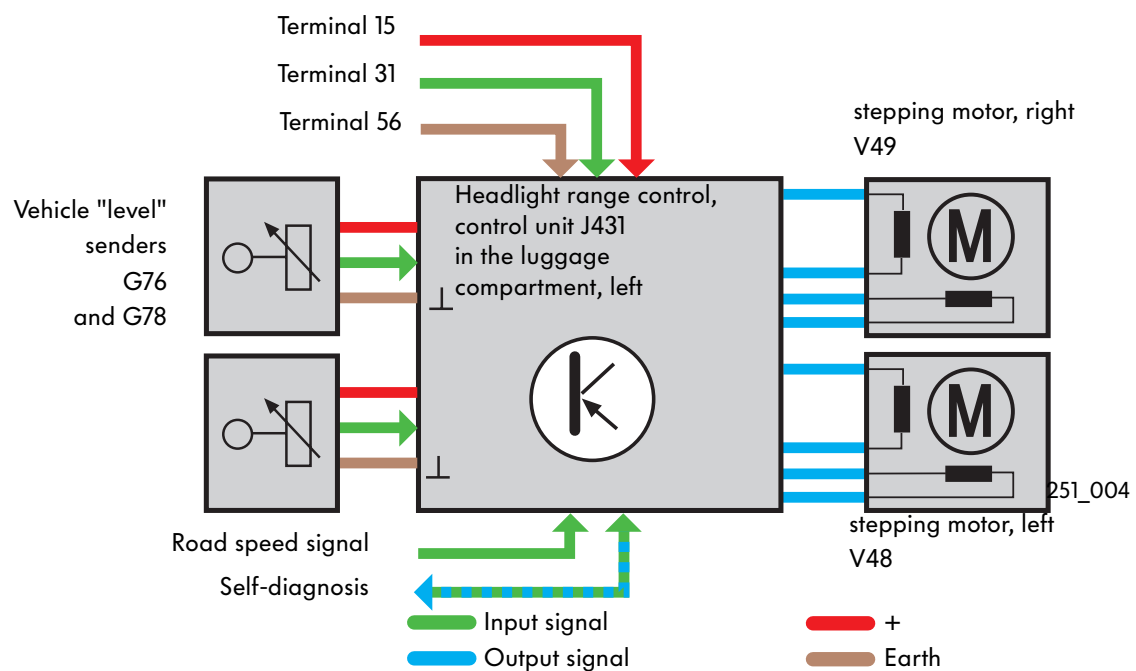 Terminal 15
Terminal 31
Terminal 56
stepping motor, right
V49
Vehicle "level"
senders
G76
and G78
Headlight range control,
control unit J431
in the luggage
compartment, left
M
M
251_004
stepping motor, left
V48
Road speed signal
Self-diagnosis
Input signal
Output signal
+
Earth